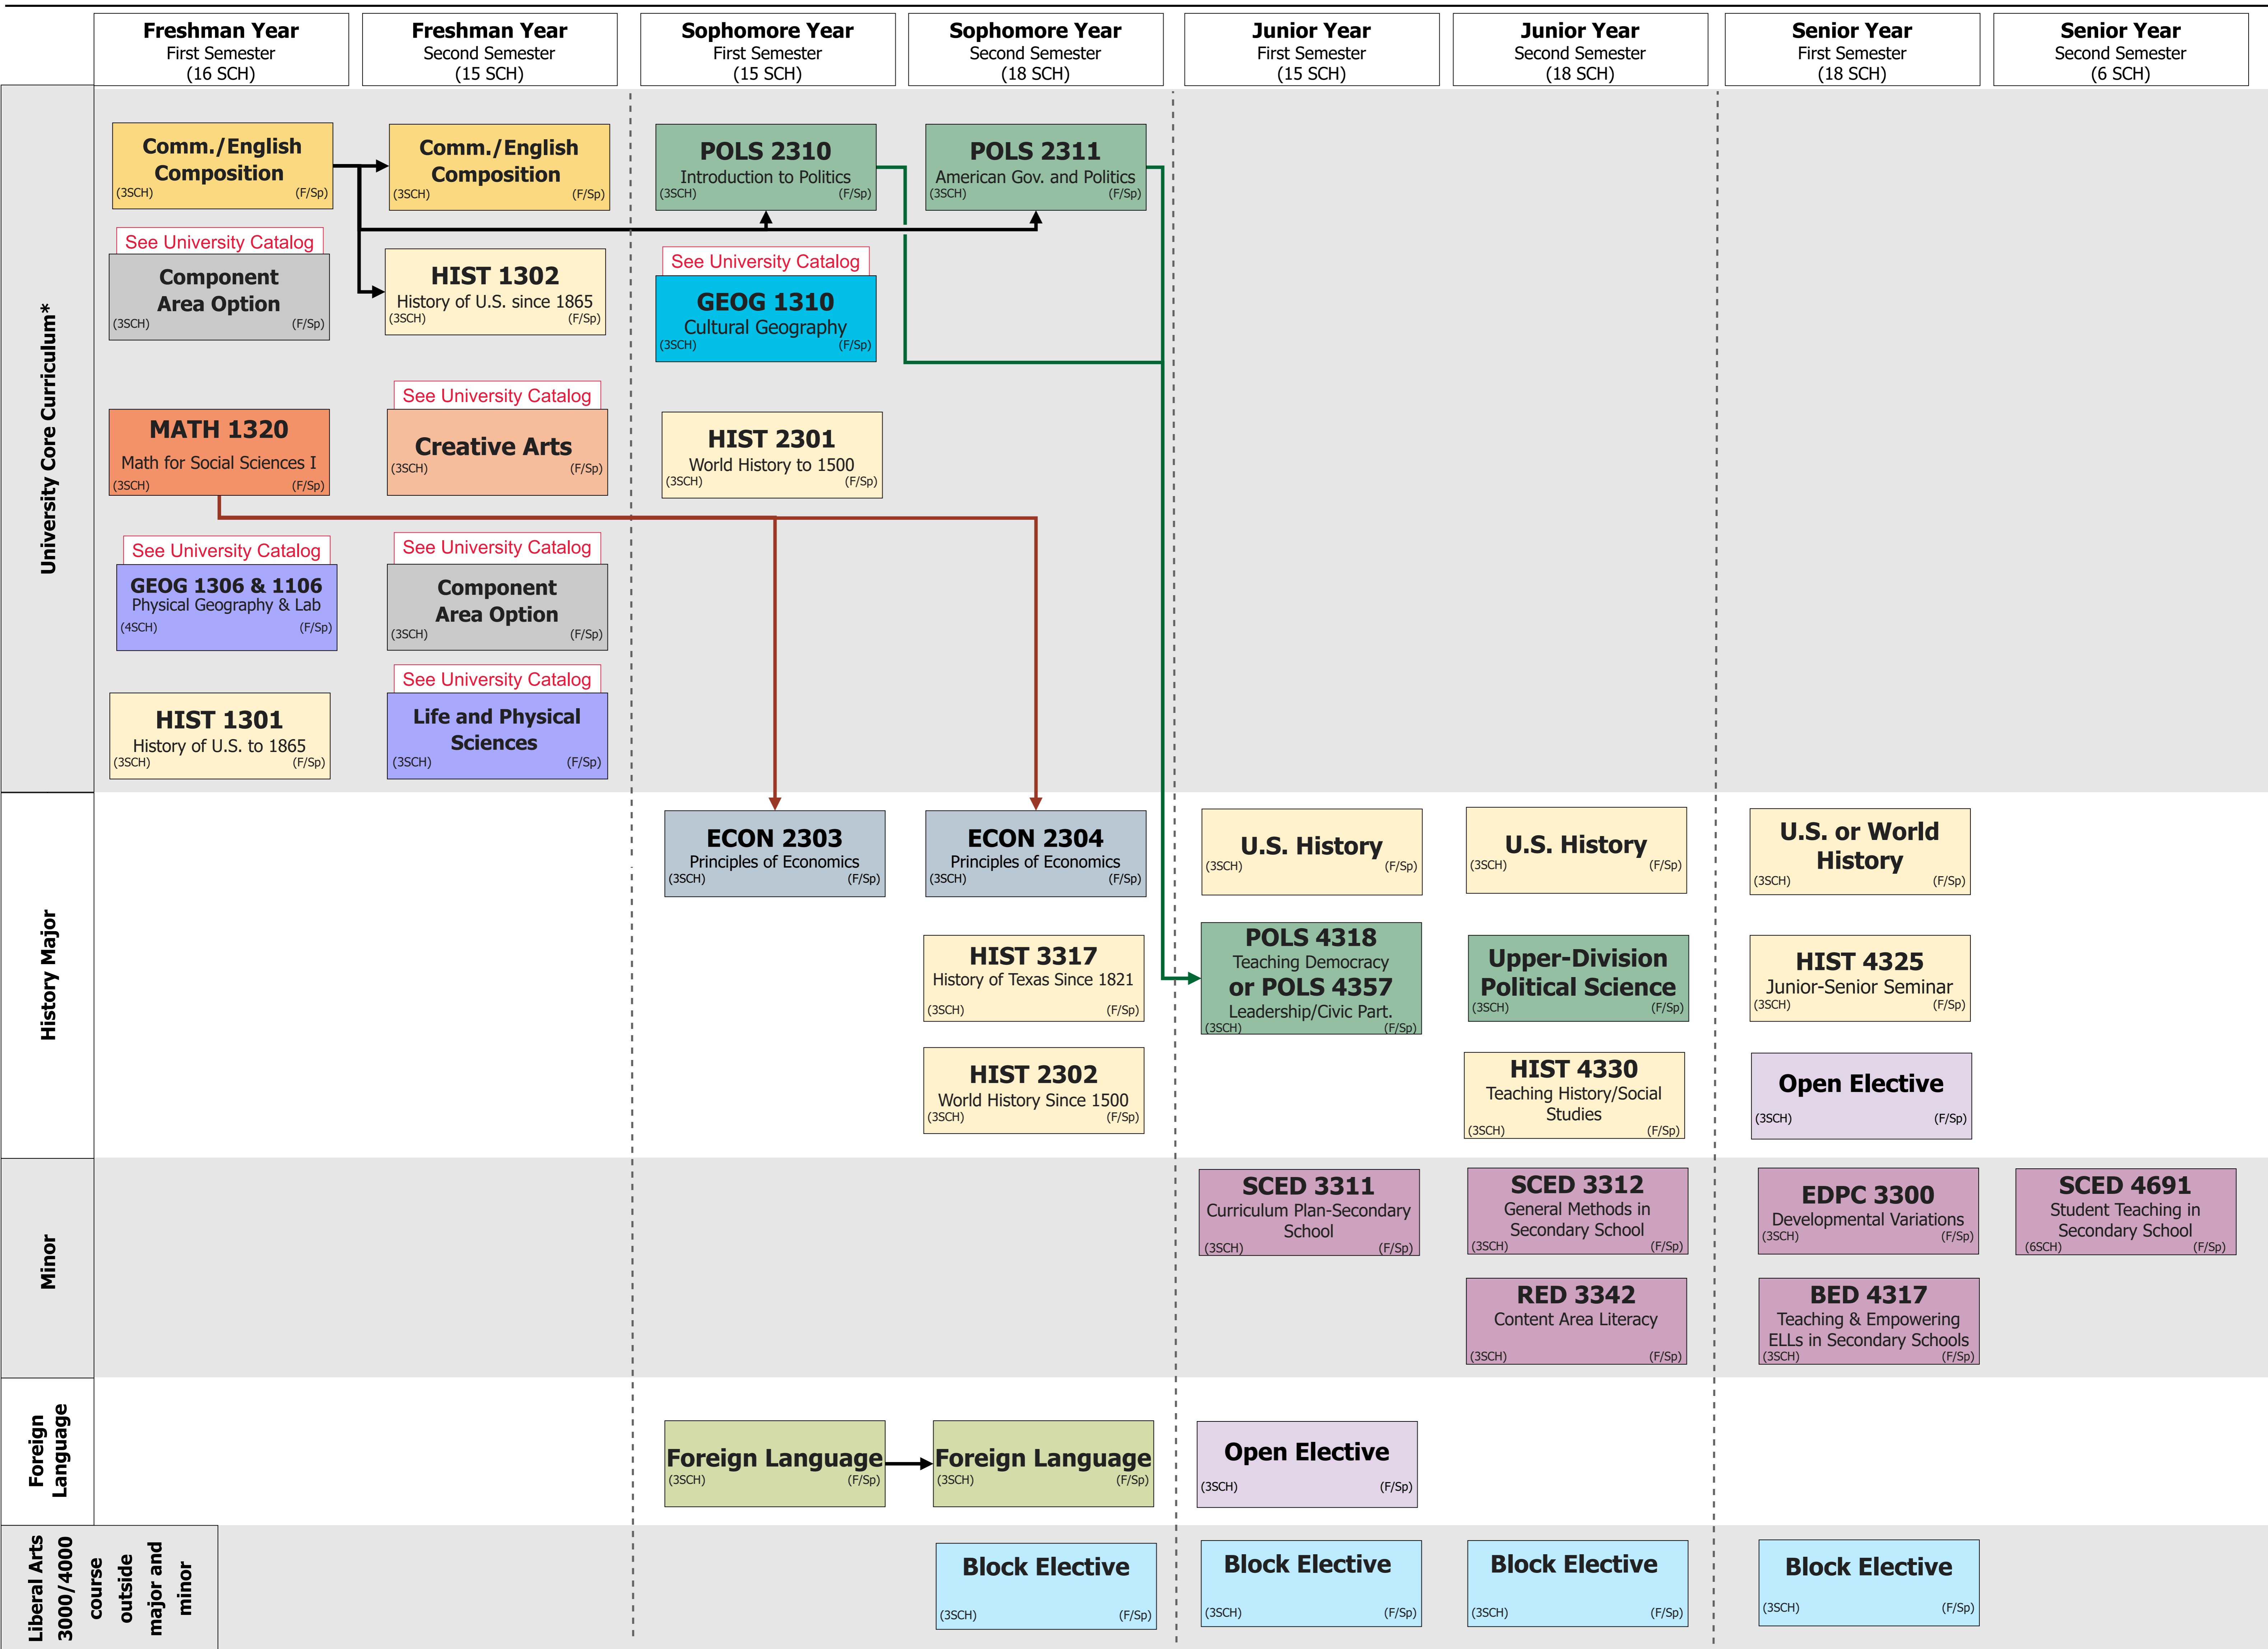 Freshman Year
First Semester
(16 SCH)
Freshman Year
Second Semester
(15 SCH)
Sophomore Year
First Semester
(15 SCH)
Sophomore Year
Second Semester
(18 SCH)
Junior Year
First Semester
(15 SCH)
Junior Year
Second Semester
(18 SCH)
Senior Year
First Semester
(18 SCH)
Senior Year
Second Semester
(6 SCH)
University Core Curriculum*
Comm./English
Composition
(3SCH) (F/Sp)
Comm./English
Composition
(3SCH) (F/Sp)
POLS 2310
Introduction to Politics
(3SCH) (F/Sp)
POLS 2311
American Gov. and Politics
(3SCH) (F/Sp)
See University Catalog
Component
Area Option
(3SCH) (F/Sp)
HIST 1302
History of U.S. since 1865
(3SCH) (F/Sp)
See University Catalog
GEOG 1310
Cultural Geography
(3SCH) (F/Sp)
MATH 1320
Math for Social Sciences I
(3SCH) (F/Sp)
See University Catalog
Creative Arts
(3SCH) (F/Sp)
HIST 2301
World History to 1500
(3SCH) (F/Sp)
See University Catalog
GEOG 1306 & 1106
Physical Geography & Lab
(4SCH) (F/Sp)
See University Catalog
Component
Area Option
(3SCH) (F/Sp)
HIST 1301
History of U.S. to 1865
(3SCH) (F/Sp)
See University Catalog
Life and Physical
Sciences
(3SCH) (F/Sp)
History Major
ECON 2303
Principles of Economics
(3SCH) (F/Sp)
ECON 2304
Principles of Economics
(3SCH) (F/Sp)
U.S. History
(3SCH) (F/Sp)
U.S. History
(3SCH) (F/Sp)
U.S. or World
History
(3SCH) (F/Sp)
HIST 3317
History of Texas Since 1821
(3SCH) (F/Sp)
POLS 4318
Teaching Democracy
or POLS 4357
Leadership/Civic Part.
(3SCH) (F/Sp)
Upper-Division
Political Science
(3SCH) (F/Sp)
HIST 4325
Junior-Senior Seminar
(3SCH) (F/Sp)
HIST 2302
World History Since 1500
(3SCH) (F/Sp)
HIST 4330
Teaching History/Social
Studies
(3SCH) (F/Sp)
Open Elective
(3SCH) (F/Sp)
Minor
SCED 3311
Curriculum Plan-Secondary
School
(3SCH) (F/Sp)
SCED 3312
General Methods in
Secondary School
(3SCH) (F/Sp)
EDPC 3300
Developmental Variations
(3SCH) (F/Sp)
SCED 4691
Student Teaching in
Secondary School
(6SCH) (F/Sp)
RED 3342
Content Area Literacy
(3SCH) (F/Sp)
BED 4317
Teaching & Empowering
ELLs in Secondary Schools
(3SCH) (F/Sp)
Foreign
Language
Foreign Language
(3SCH) (F/Sp)
Foreign Language
(3SCH) (F/Sp)
Open Elective
(3SCH) (F/Sp)
Liberal Arts
3000/4000
course
outside
major and
minor
Block Elective
(3SCH) (F/Sp)
Block Elective
(3SCH) (F/Sp)
Block Elective
(3SCH) (F/Sp)
Block Elective
(3SCH) (F/Sp)